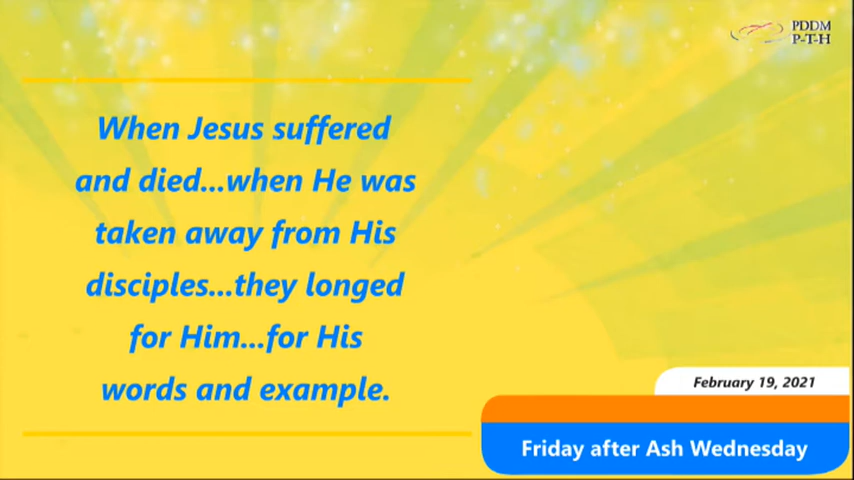 PDDM
P-T-H
When Jesus suffered
and died...when He was
taken away from His
disciples...they longed
for Him...for His
words and example.
February 19, 2021
Friday after Ash Wednesday